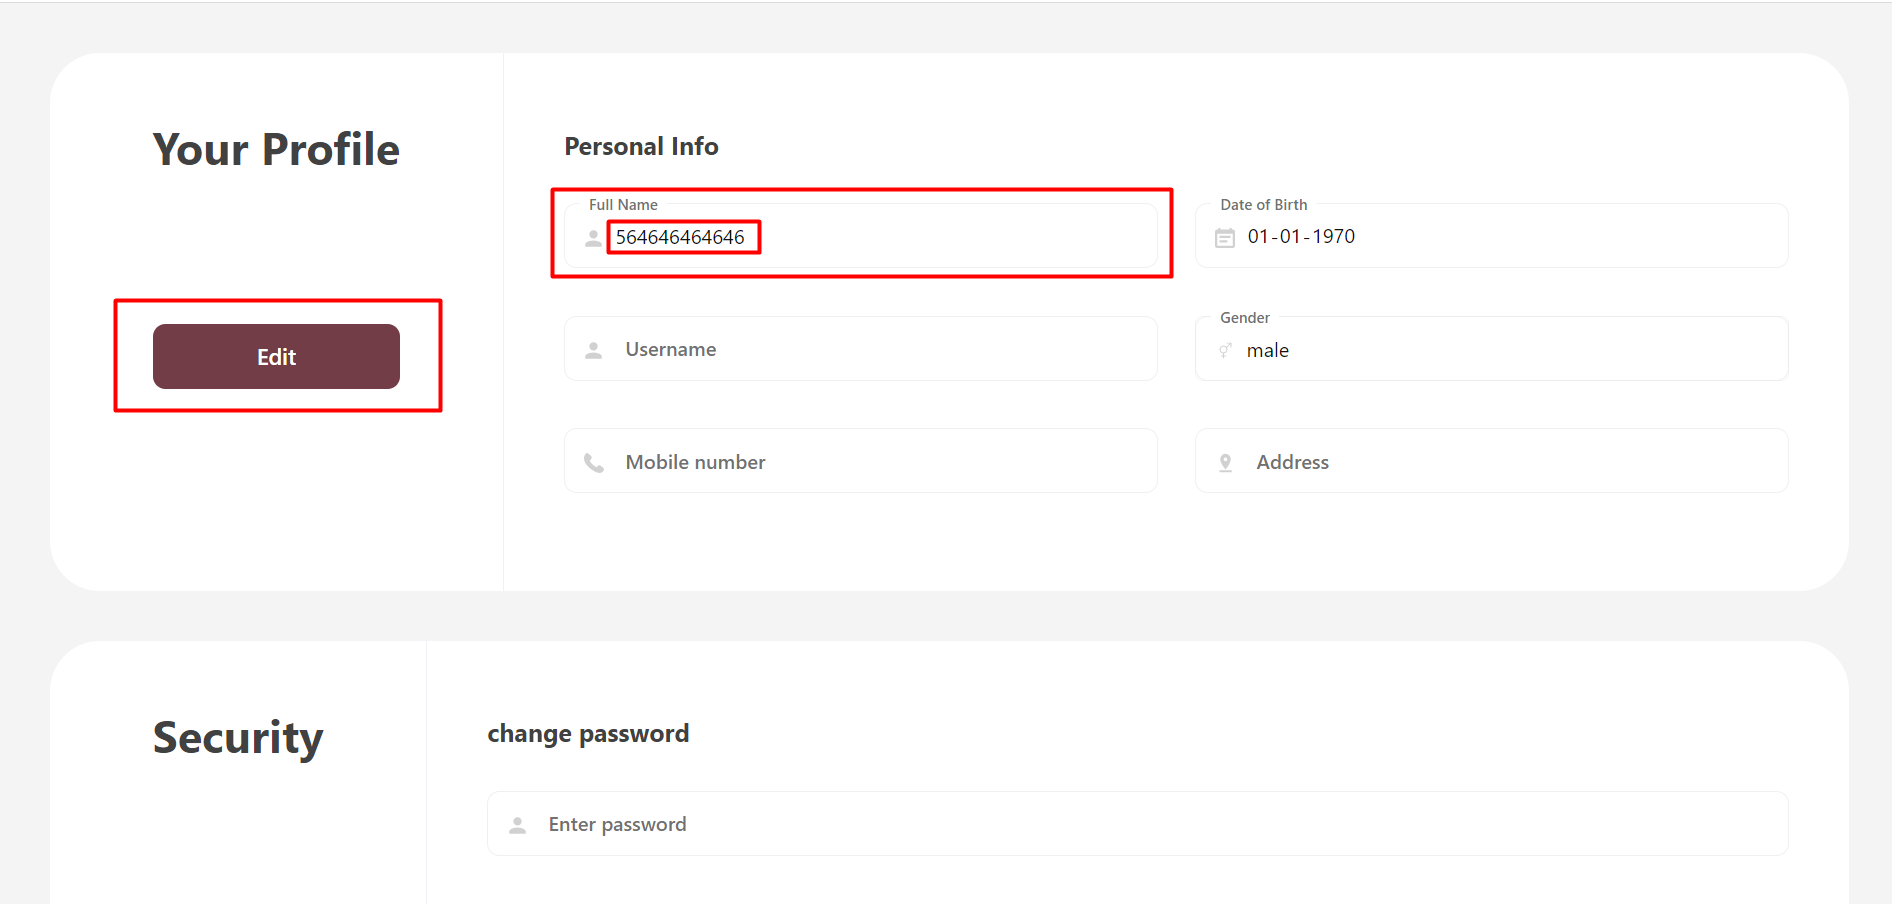 Your Profile
Edit
Personal Info
Full Name
564646464646
Date of Birth
01-01-1970
Username
Gender
male
Mobile number
Address
Security
change password
Enter password